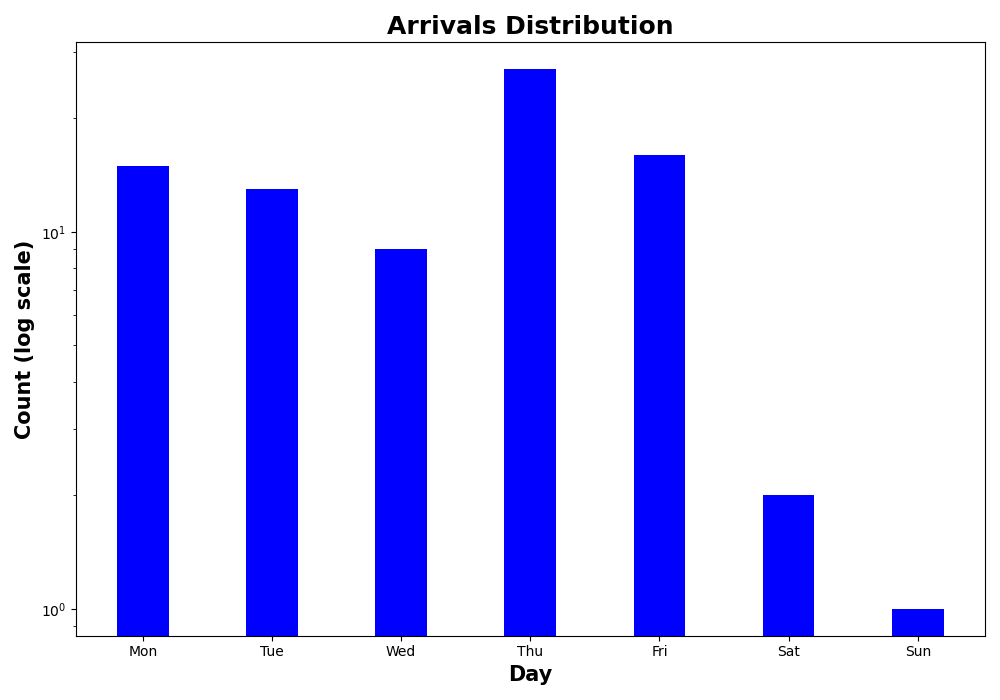 Arrivals Distribution
Count (log scale)
10¹
10⁰
Mon Tue Wed Thu Fri Sat Sun
Day